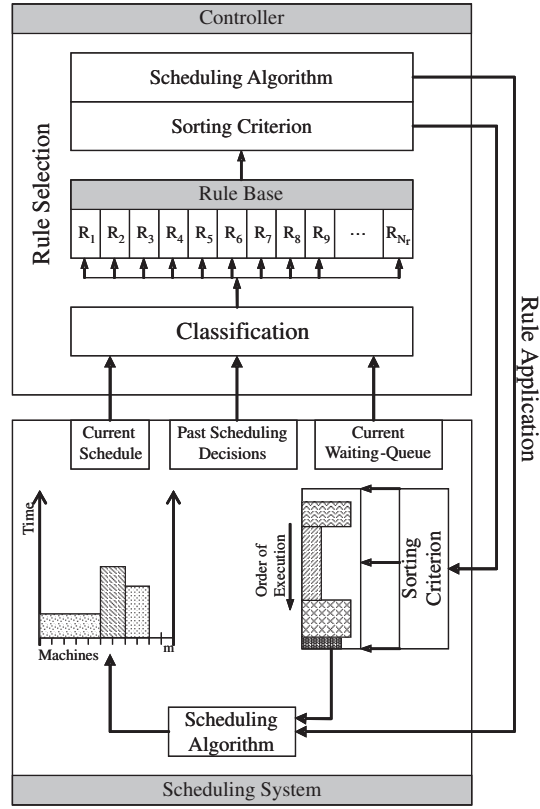 Controller
Scheduling Algorithm
Sorting Criterion
Rule Selection
Rule Base
R1 R2 R3 R4 R5 R6 R7 R8 R9 ... RNr
Classification
Rule Application
Current
Schedule
Past Scheduling
Decisions
Current
Waiting-Queue
Time
Machines
m
Order of
Execution
Sorting
Criterion
Scheduling
Algorithm
Scheduling System